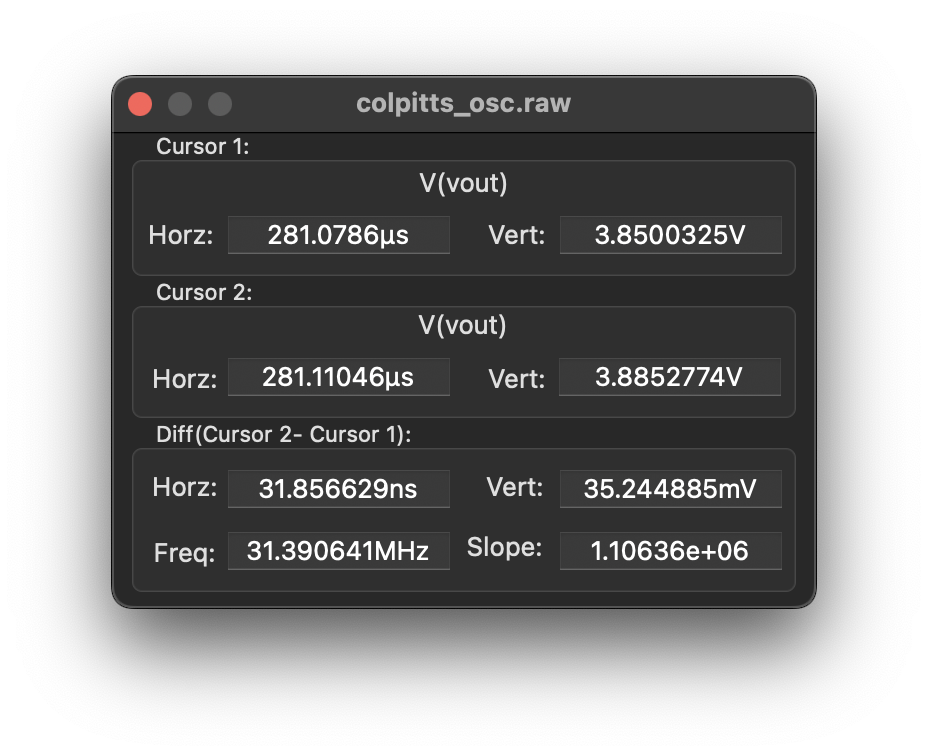 colpitts_osc.raw
Cursor 1:
V(vout)
Horz: 281.0786µs Vert: 3.8500325V
Cursor 2:
V(vout)
Horz: 281.11046µs Vert: 3.8852774V
Diff(Cursor 2- Cursor 1):
Horz: 31.856629ns Vert: 35.244885mV
Freq: 31.390641MHz Slope: 1.10636e+06